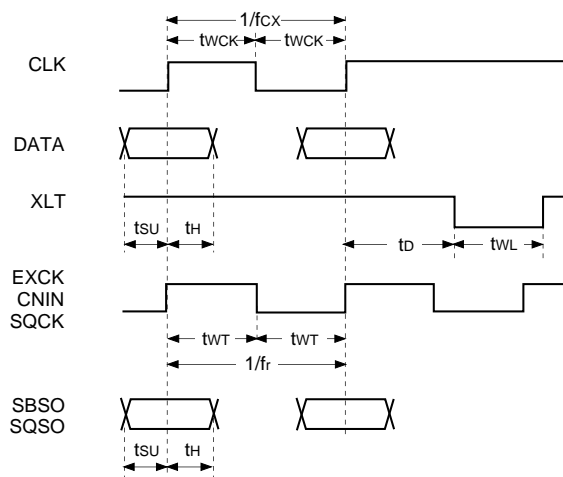 1/fCX
tWCK tWCK
CLK
DATA
XLT
tSU tH tD tWL
EXCK
CNIN
SQCK
tWT tWT
1/fr
SBSO
SQSO
tSU tH